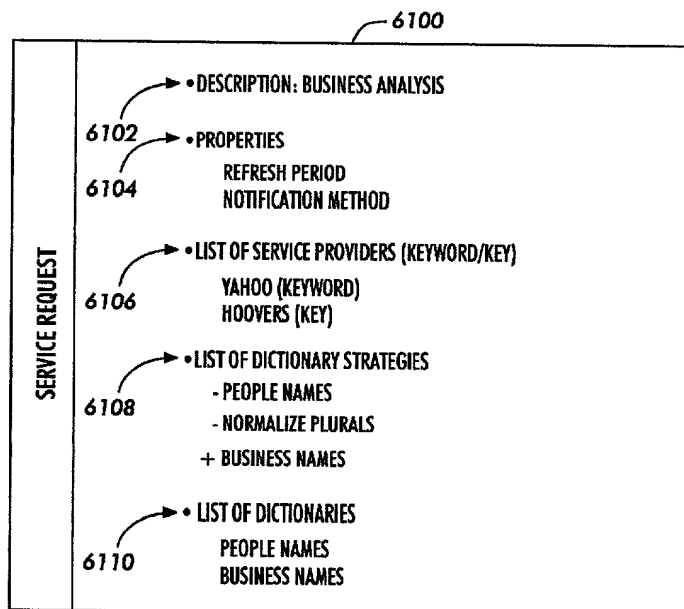 6100
SERVICE REQUEST
• DESCRIPTION: BUSINESS ANALYSIS
6102
• PROPERTIES
REFRESH PERIOD
6104
NOTIFICATION METHOD
• LIST OF SERVICE PROVIDERS (KEYWORD/KEY)
YAHOO (KEYWORD)
6106
HOOVERS (KEY)
• LIST OF DICTIONARY STRATEGIES
- PEOPLE NAMES
6108
- NORMALIZE PLURALS
+ BUSINESS NAMES
• LIST OF DICTIONARIES
PEOPLE NAMES
6110
BUSINESS NAMES